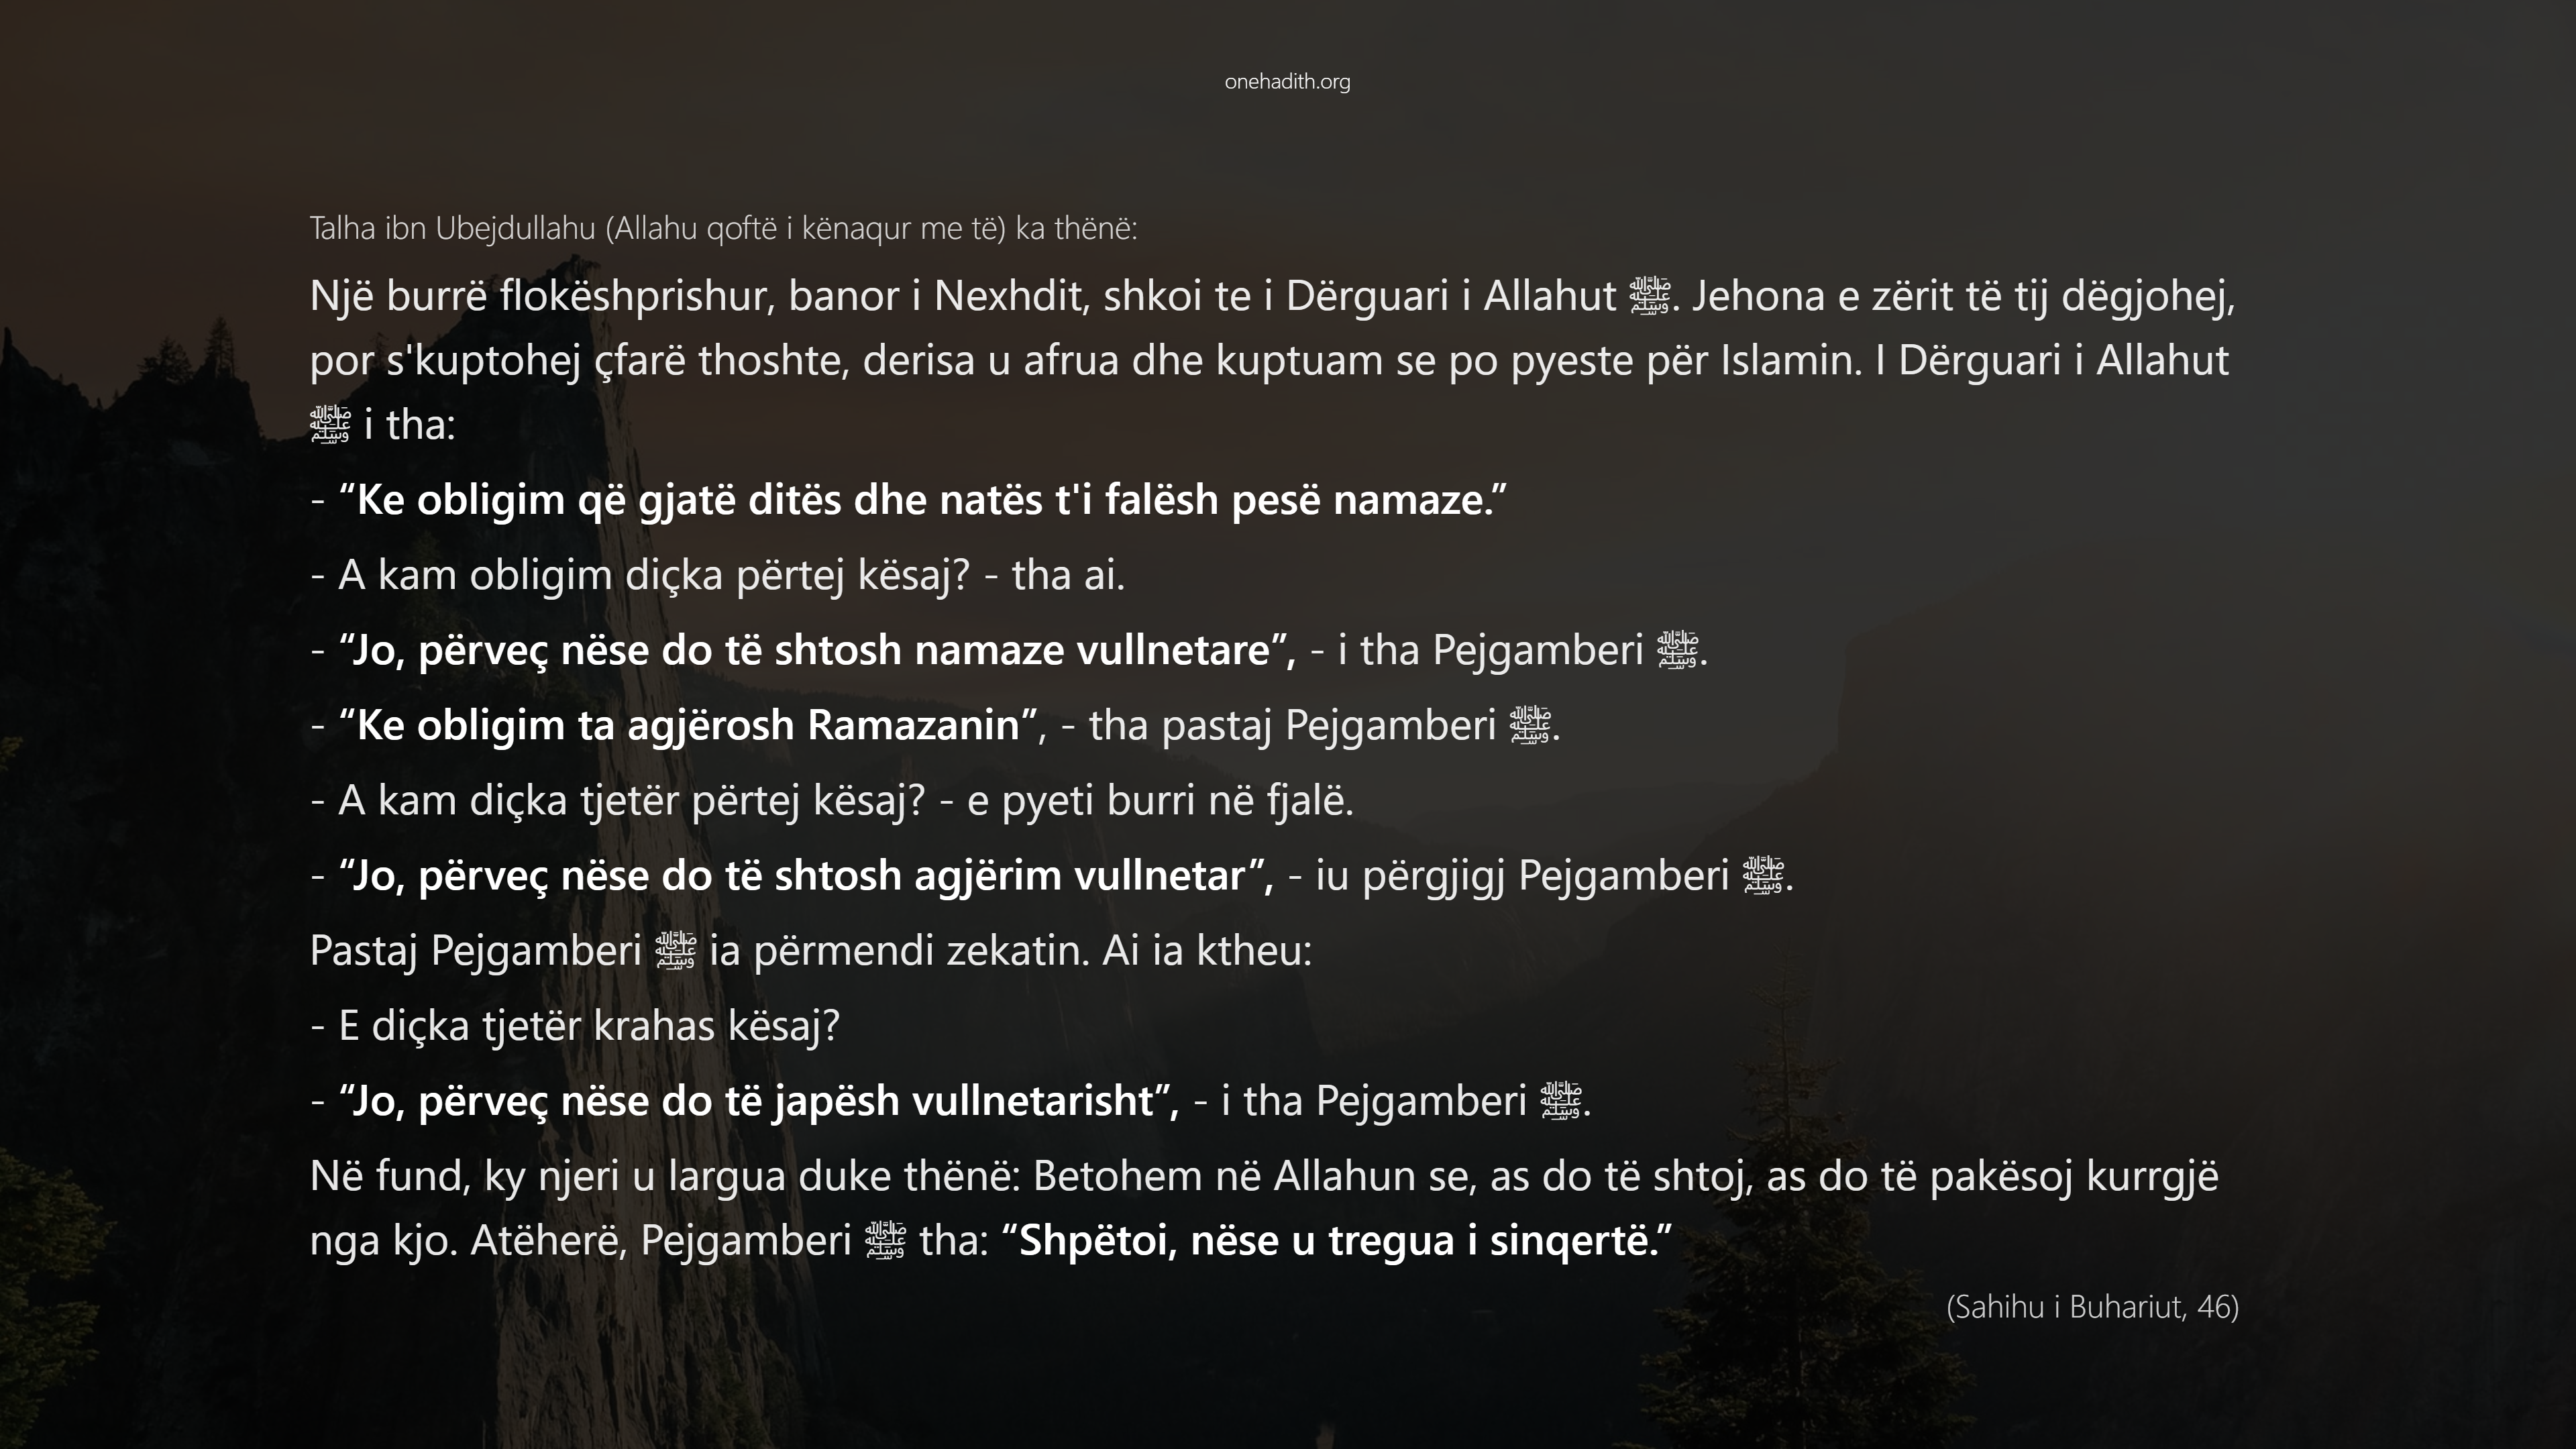 onehadith.org
Talha ibn Ubejdullahu (Allahu qoftë i kënaqur me të) ka thënë:
Një burrë flokëshprishur, banor i Nexhdit, shkoi te i Dërguari i Allahut ﷺ. Jehona e zërit të tij dëgjohej,
por s'kuptohej çfarë thoshte, derisa u afrua dhe kuptuam se po pyeste për Islamin. I Dërguari i Allahut
ﷺ i tha:
- “Ke obligim që gjatë ditës dhe natës t'i falësh pesë namaze.”
- A kam obligim diçka përtej kësaj? - tha ai.
- “Jo, përveç nëse do të shtosh namaze vullnetare”, - i tha Pejgamberi ﷺ.
- “Ke obligim ta agjërosh Ramazanin”, - tha pastaj Pejgamberi ﷺ.
- A kam diçka tjetër përtej kësaj? - e pyeti burri në fjalë.
- “Jo, përveç nëse do të shtosh agjërim vullnetar”, - iu përgjigj Pejgamberi ﷺ.
Pastaj Pejgamberi ﷺ ia përmendi zekatin. Ai ia ktheu:
- E diçka tjetër krahas kësaj?
- “Jo, përveç nëse do të japësh vullnetarisht”, - i tha Pejgamberi ﷺ.
Në fund, ky njeri u largua duke thënë: Betohem në Allahun se, as do të shtoj, as do të pakësoj kurrgjë
nga kjo. Atëherë, Pejgamberi ﷺ tha: “Shpëtoi, nëse u tregua i sinqertë.”
(Sahihu i Buhariut, 46)